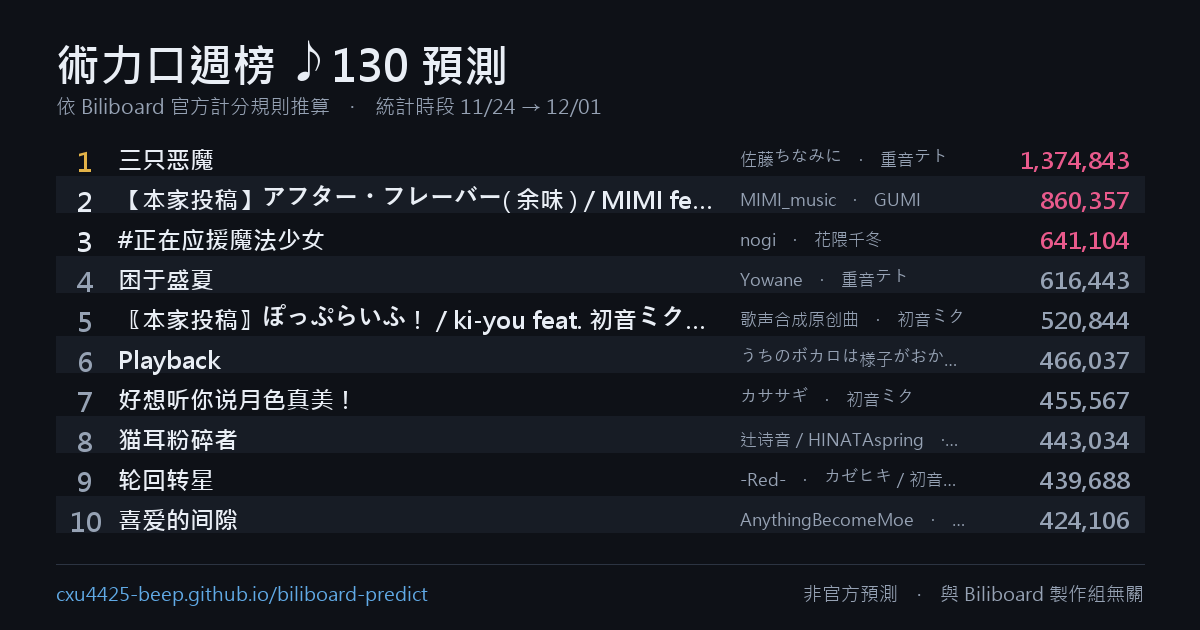 術力口週榜 ♪130 預測
依 Biliboard 官方計分規則推算 · 統計時段 11/24 → 12/01
1 三只恶魔 佐藤ちなみに · 重音テト 1,374,843
2 【本家投稿】アフター・フレーバー(余味) / MIMI fe... MIMI_music · GUMI 860,357
3 #正在应援魔法少女 nogi · 花隈千冬 641,104
4 困于盛夏 Yowane · 重音テト 616,443
5 〖本家投稿〗ぽっぷらいふ！ / ki-you feat. 初音ミク... 歌声合成原创曲 · 初音ミク 520,844
6 Playback うちのボカロは様子がおか... 466,037
7 好想听你说月色真美！ カササギ · 初音ミク 455,567
8 猫耳粉碎者 辻诗音 / HINATAspring ·... 443,034
9 轮回转星 -Red- · カゼヒキ / 初音... 439,688
10 喜爱的间隙 AnythingBecomeMoe · ... 424,106
cxu4425-beep.github.io/biliboard-predict 非官方預測 · 與 Biliboard 製作組無關